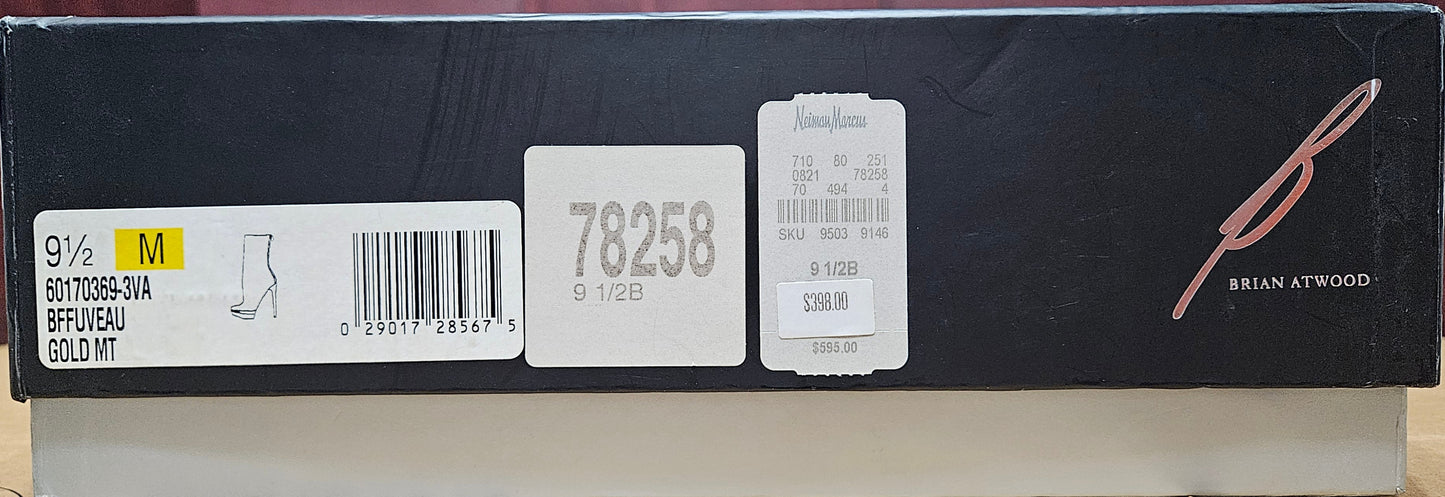 9½ M
60170369-3VA
BFFUVEAU
GOLD MT
0 29017 28567 5
78258
9 1/2B
Neiman Marcus
710 80 251
0821 78258
70 494 4
SKU 9503 9146
9 1/2B
$398.00
$595.00
B
BRIAN ATWOOD